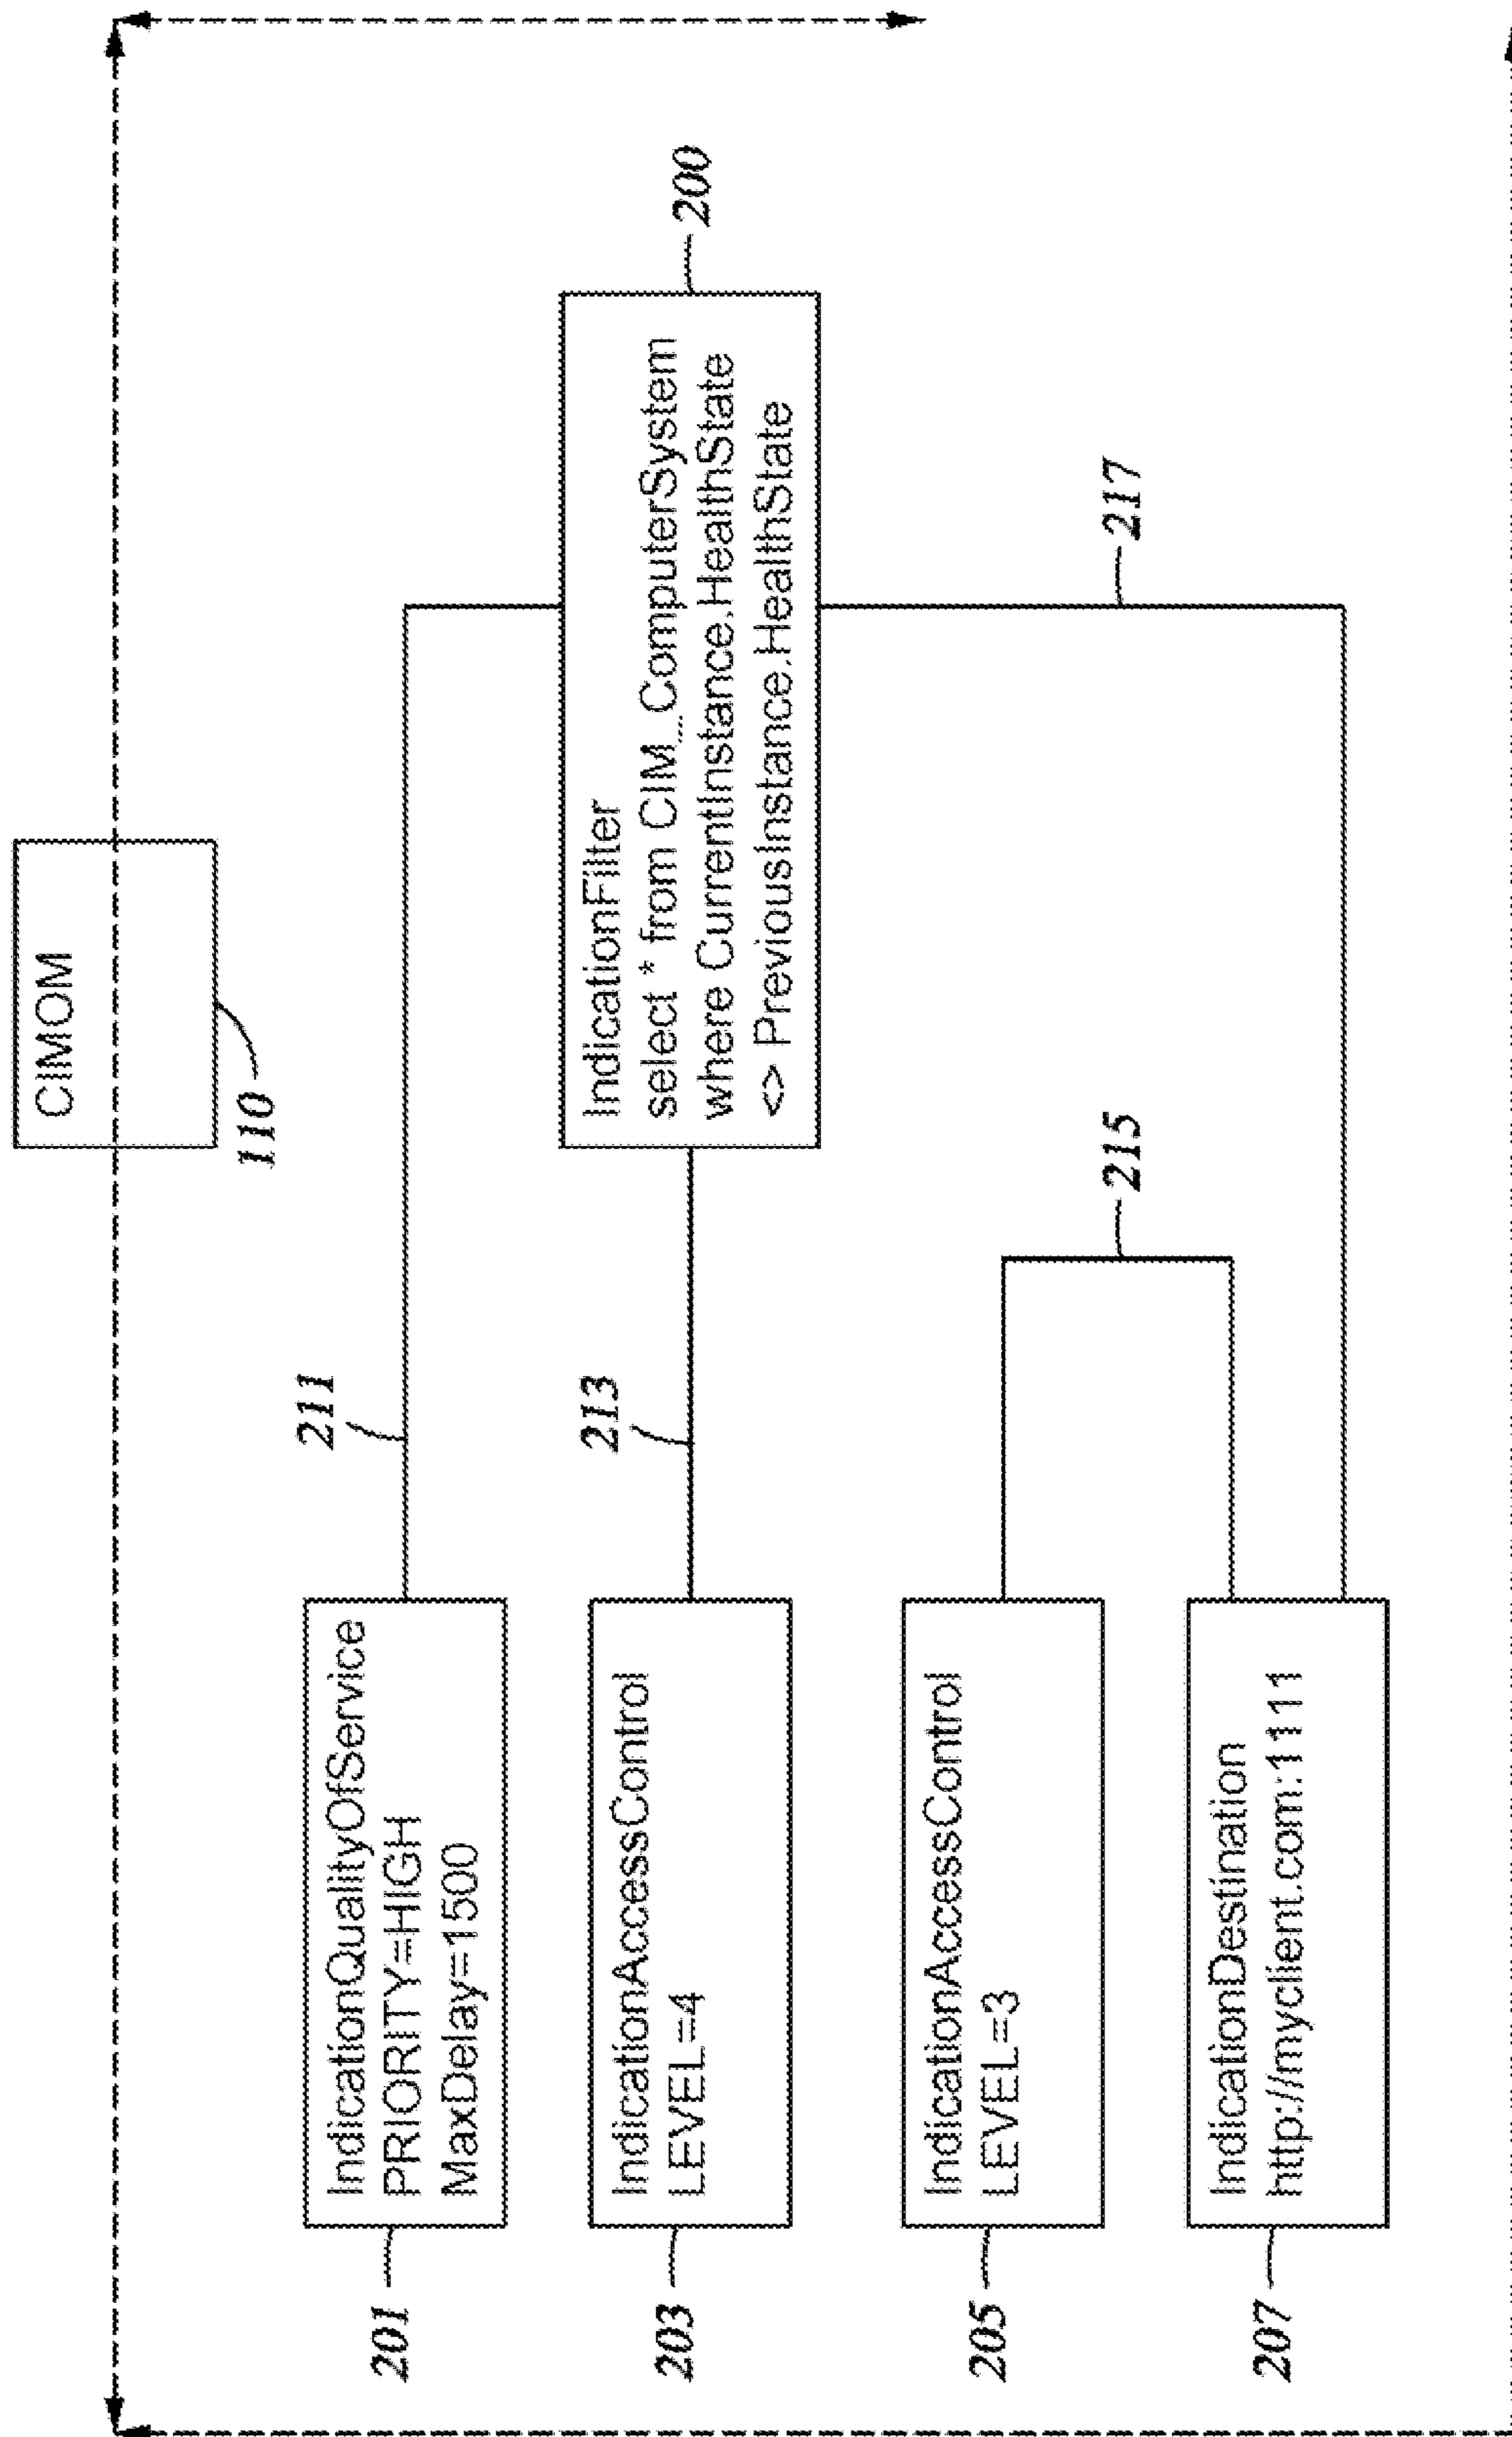 CIMOM
110
211
201
IndicationQualityOfService
PRIORITY=HIGH
MaxDelay=1500
213
203
IndicationAccessControl
LEVEL=4
IndicationFilter
select * from CIM_ComputerSystem
where CurrentInstance.HealthState
<> PreviousInstance.HealthState
200
205
IndicationAccessControl
LEVEL=3
215
217
207
IndicationDestination
http://myclient.com:1111